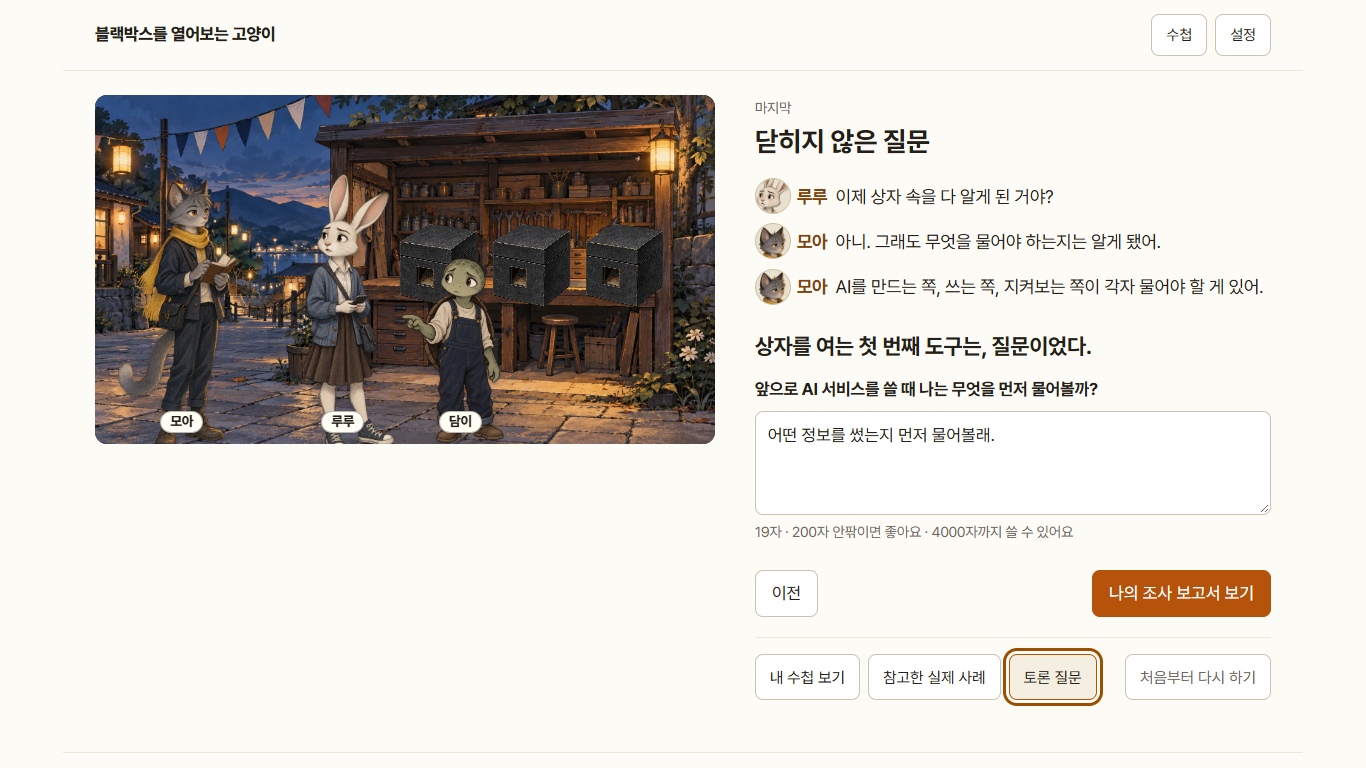 블랙박스를 열어보는 고양이
수첩
설정
모아
루루
담이
마지막
닫히지 않은 질문
루루 이제 상자 속을 다 알게 된 거야?
모아 아니. 그래도 무엇을 물어야 하는지는 알게 됐어.
모아 AI를 만드는 쪽, 쓰는 쪽, 지켜보는 쪽이 각자 물어야 할 게 있어.
상자를 여는 첫 번째 도구는, 질문이었다.
앞으로 AI 서비스를 쓸 때 나는 무엇을 먼저 물어볼까?
어떤 정보를 썼는지 먼저 물어볼래.
19자 · 200자 안팎이면 좋아요 · 4000자까지 쓸 수 있어요
이전
나의 조사 보고서 보기
내 수첩 보기
참고한 실제 사례
토론 질문
처음부터 다시 하기